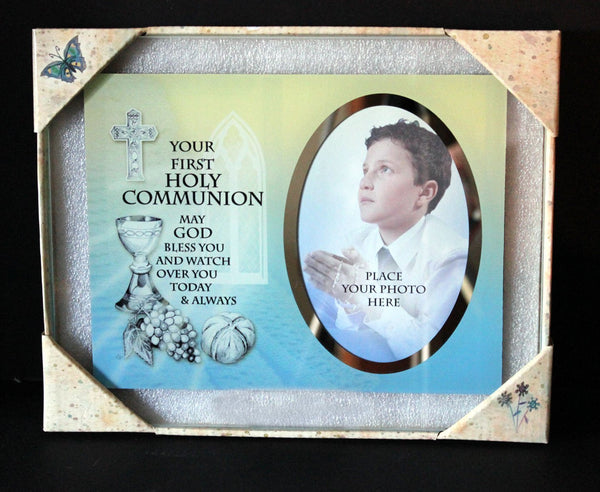 YOUR
FIRST
HOLY
COMMUNION
MAY
GOD
BLESS YOU
AND WATCH
OVER YOU
TODAY
& ALWAYS
PLACE
YOUR PHOTO
HERE